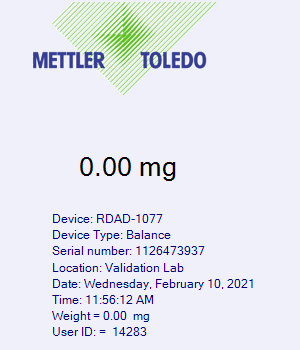 METTLER TOLEDO
0.00 mg
Device: RDAD-1077
Device Type: Balance
Serial number: 1126473937
Location: Validation Lab
Date: Wednesday, February 10, 2021
Time: 11:56:12 AM
Weight = 0.00  mg
User ID: =  14283